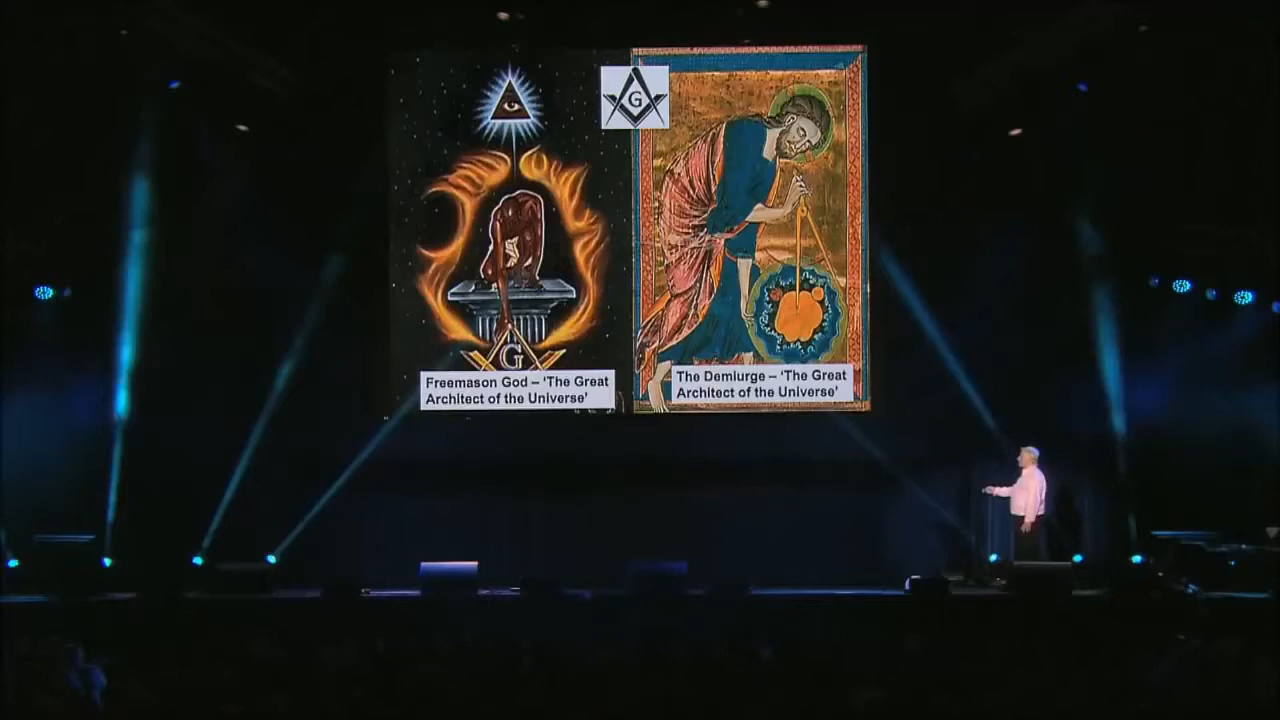 G
G
Freemason God – ‘The Great
Architect of the Universe’
The Demiurge – ‘The Great
Architect of the Universe’